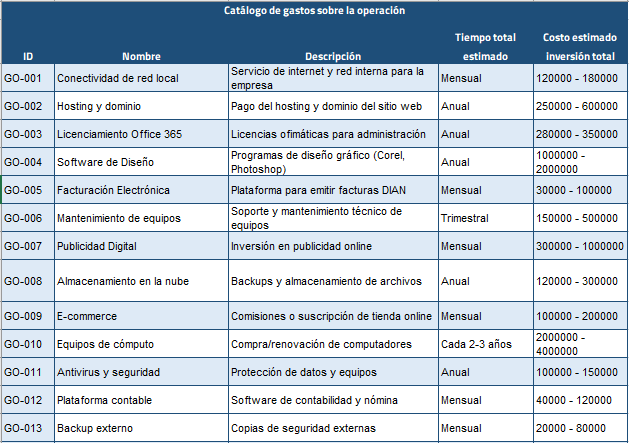 Catálogo de gastos sobre la operación
Tiempo total Costo estimado
ID Nombre Descripción estimado inversión total
GO-001 Conectividad de red local Servicio de internet y red interna para la empresa Mensual 120000 - 180000
GO-002 Hosting y dominio Pago del hosting y dominio del sitio web Anual 250000 - 600000
GO-003 Licenciamiento Office 365 Licencias ofimáticas para administración Anual 280000 - 350000
GO-004 Software de Diseño Programas de diseño gráfico (Corel, Photoshop) Anual 1000000 - 2000000
GO-005 Facturación Electrónica Plataforma para emitir facturas DIAN Mensual 30000 - 100000
GO-006 Mantenimiento de equipos Soporte y mantenimiento técnico de equipos Trimestral 150000 - 500000
GO-007 Publicidad Digital Inversión en publicidad online Mensual 300000 - 1000000
GO-008 Almacenamiento en la nube Backups y almacenamiento de archivos Anual 120000 - 300000
GO-009 E-commerce Comisiones o suscripción de tienda online Mensual 100000 - 200000
GO-010 Equipos de cómputo Compra/renovación de computadores Cada 2-3 años 2000000 - 4000000
GO-011 Antivirus y seguridad Protección de datos y equipos Anual 100000 - 150000
GO-012 Plataforma contable Software de contabilidad y nómina Mensual 40000 - 120000
GO-013 Backup externo Copias de seguridad externas Mensual 20000 - 80000